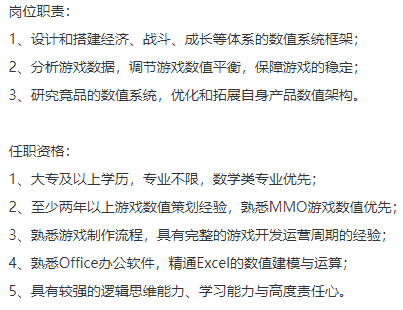 岗位职责：
1、设计和搭建经济、战斗、成长等体系的数值系统框架；
2、分析游戏数据，调节游戏数值平衡，保障游戏的稳定；
3、研究竟品的数值系统，优化和拓展自身产品数值架构。
任职资格：
1、大专及以上学历，专业不限，数学类专业优先；
2、至少两年以上游戏数值策划经验，熟悉MMO游戏数值优先；
3、熟悉游戏制作流程，具有完整的游戏开发运营周期的经验；
4、熟悉Office办公软件，精通Excel的数值建模与运算；
5、具有较强的逻辑思维能力、学习能力与高度责任心。